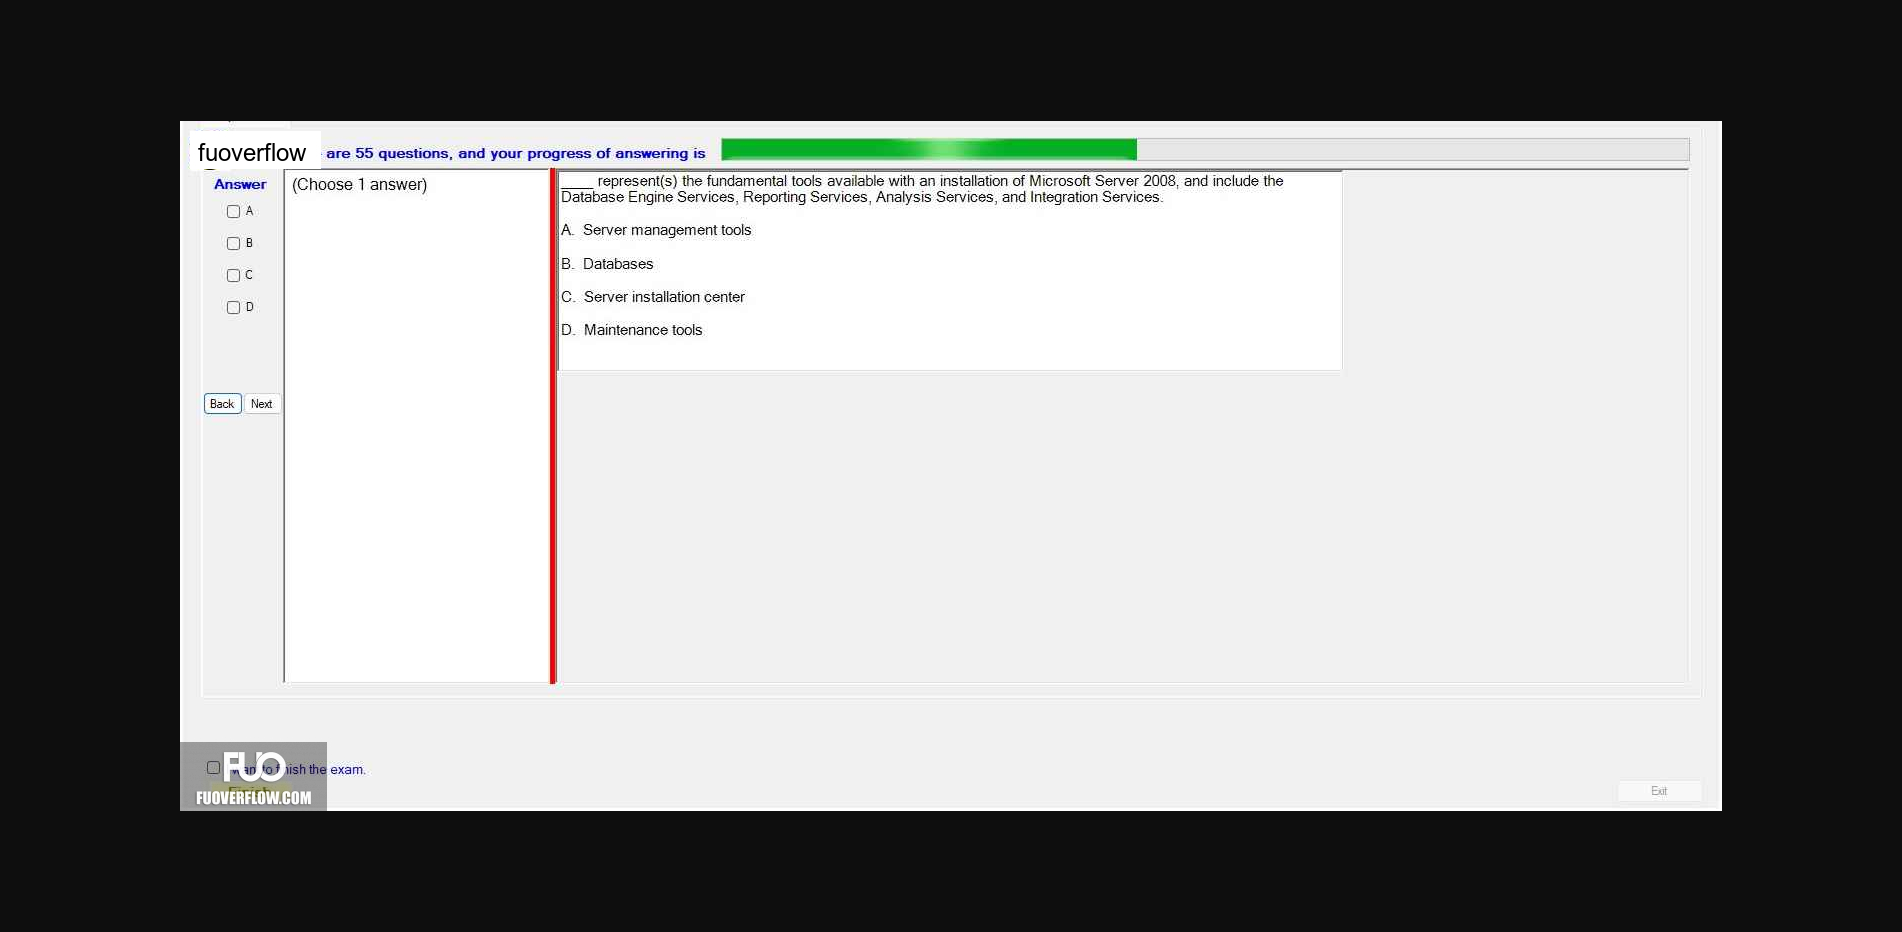 fuoverflow
are 55 questions, and your progress of answering is
Answer
A
B
C
D
Back Next
(Choose 1 answer)
____ represent(s) the fundamental tools available with an installation of Microsoft Server 2008, and include the
Database Engine Services, Reporting Services, Analysis Services, and Integration Services.
A. Server management tools
B. Databases
C. Server installation center
D. Maintenance tools
to finish the exam.
Finish
FUO
FUOVERFLOW.COM
Exit